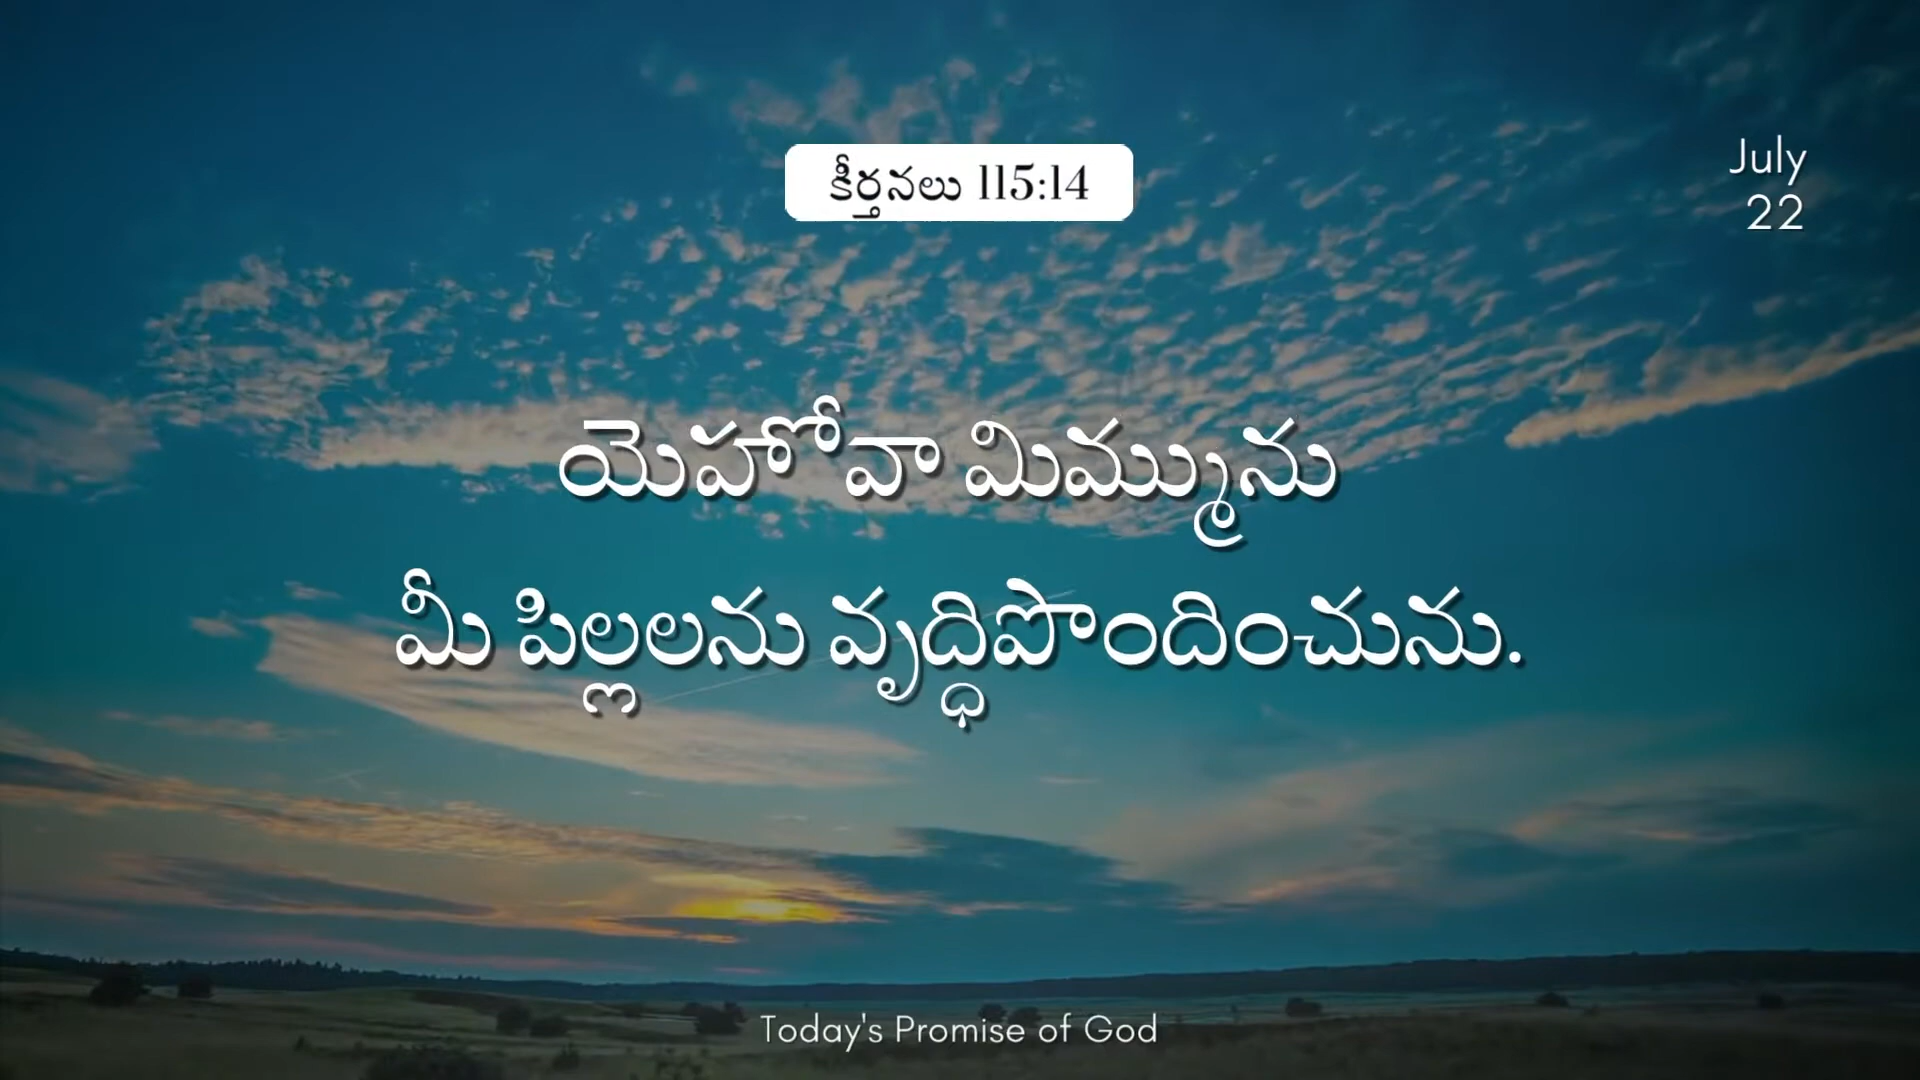 కీర్తనలు 115:14
July
22
యెహోవా మిమ్మును
మీ పిల్లలను వృద్ధిపొందించును.
Today's Promise of God